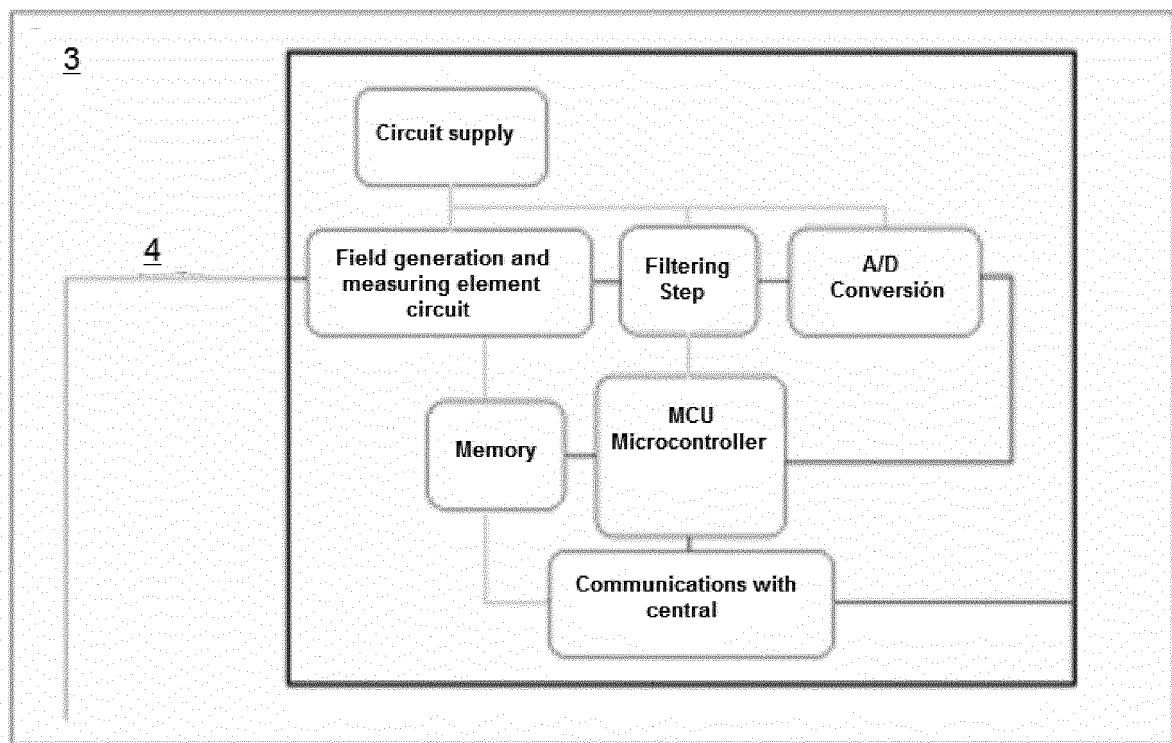 3
Circuit supply
4
Field generation and
measuring element
circuit
Filtering
Step
A/D
Conversión
Memory
MCU
Microcontroller
Communications with
central